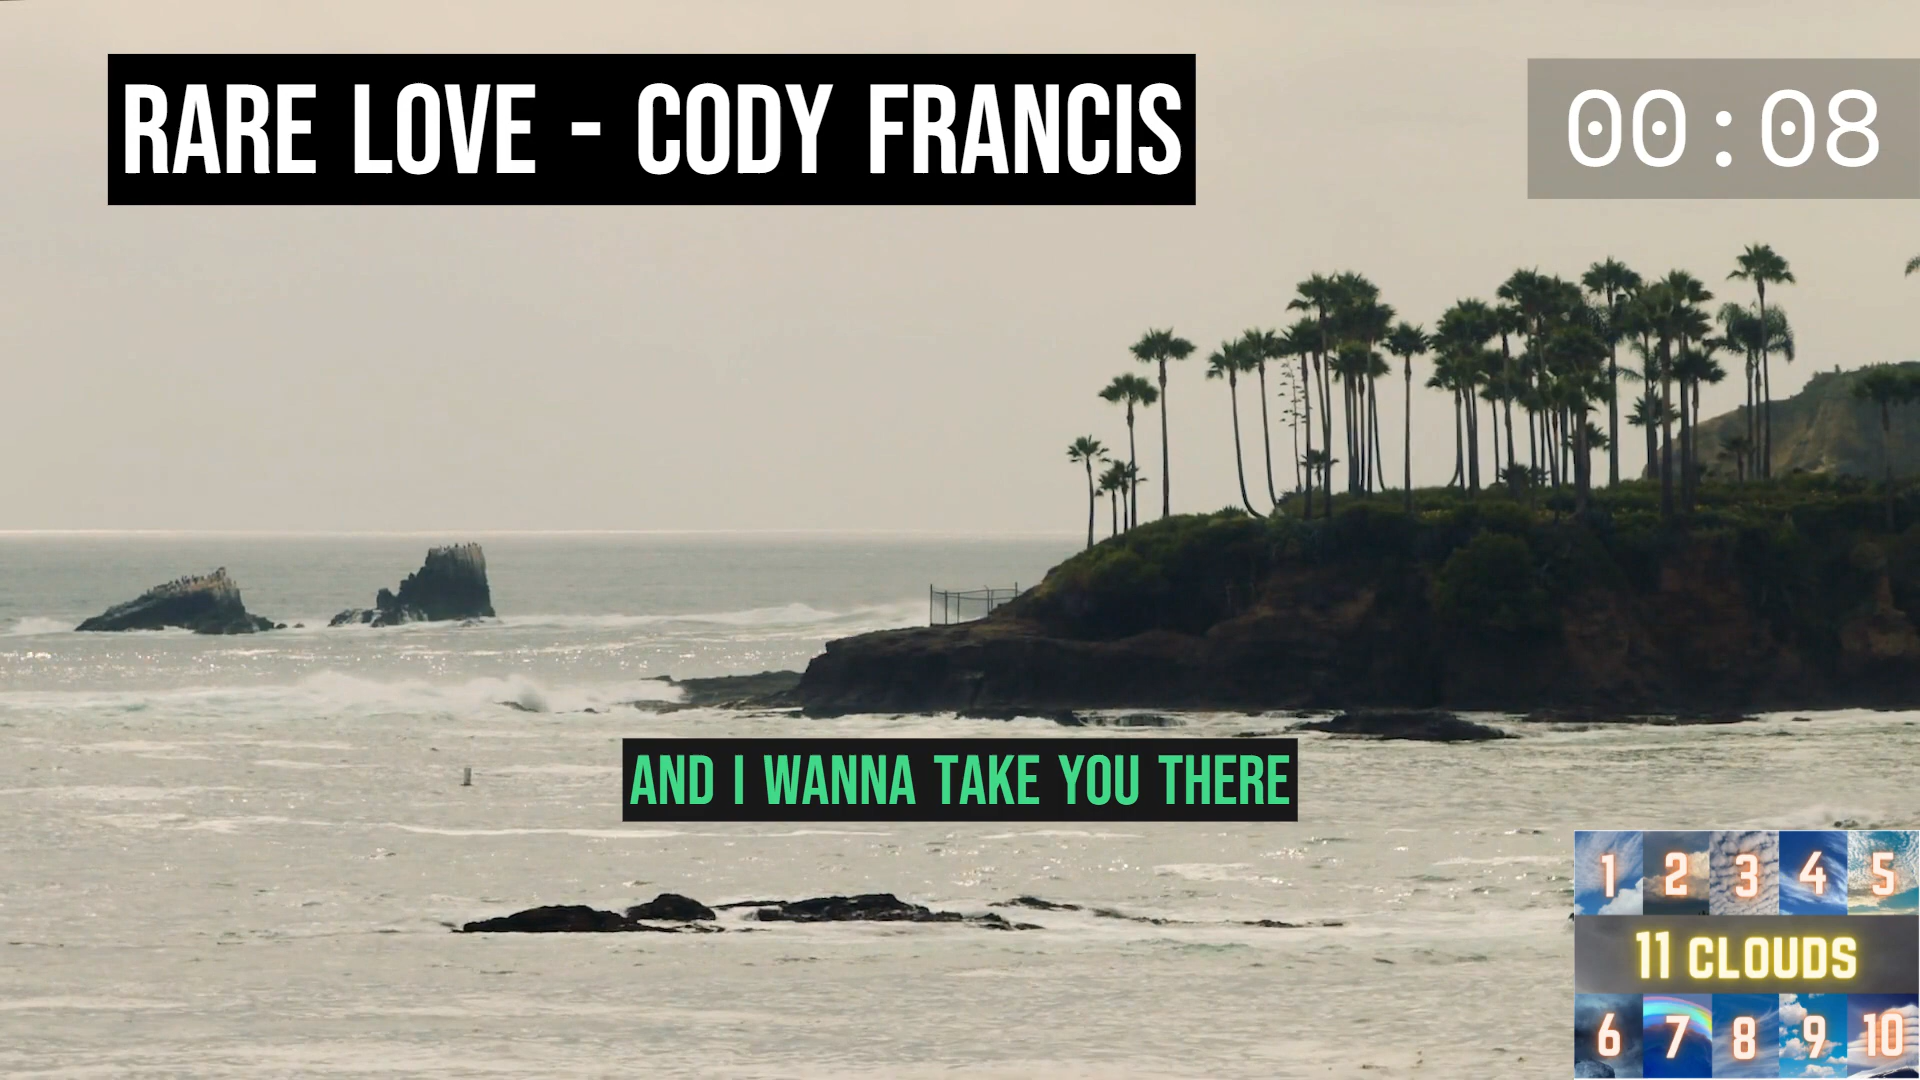 RARE LOVE - CODY FRANCIS
00:08
AND I WANNA TAKE YOU THERE
1 2 3 4 5
11 CLOUDS
6 7 8 9 10